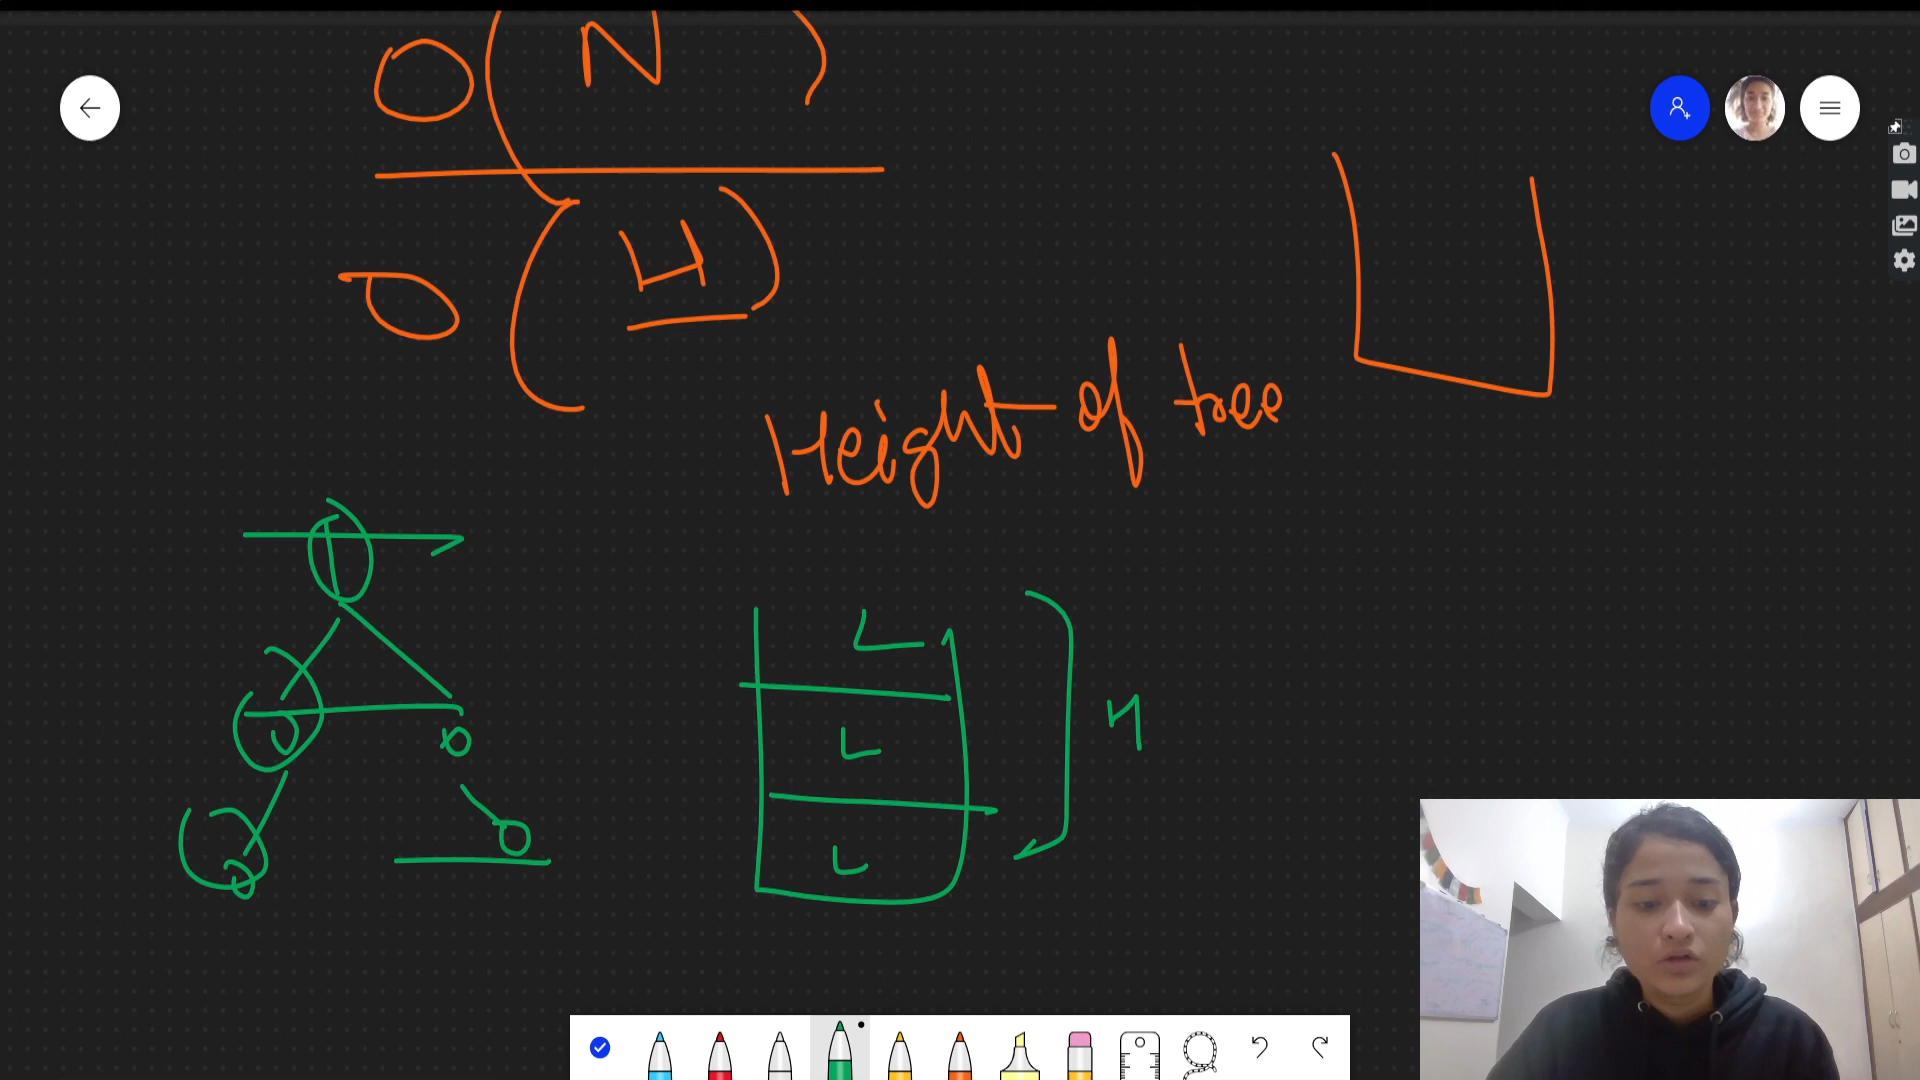 O(N)
O(H)
Height of tree
L
L
L
H